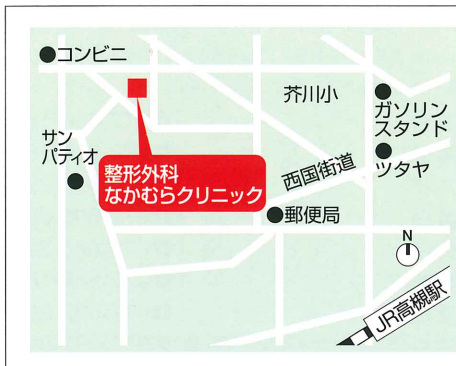 コンビニ
芥川小
ガソリン
スタンド
サン
パティオ
ツタヤ
整形外科
なかむらクリニック
西国街道
郵便局
N
JR高槻駅